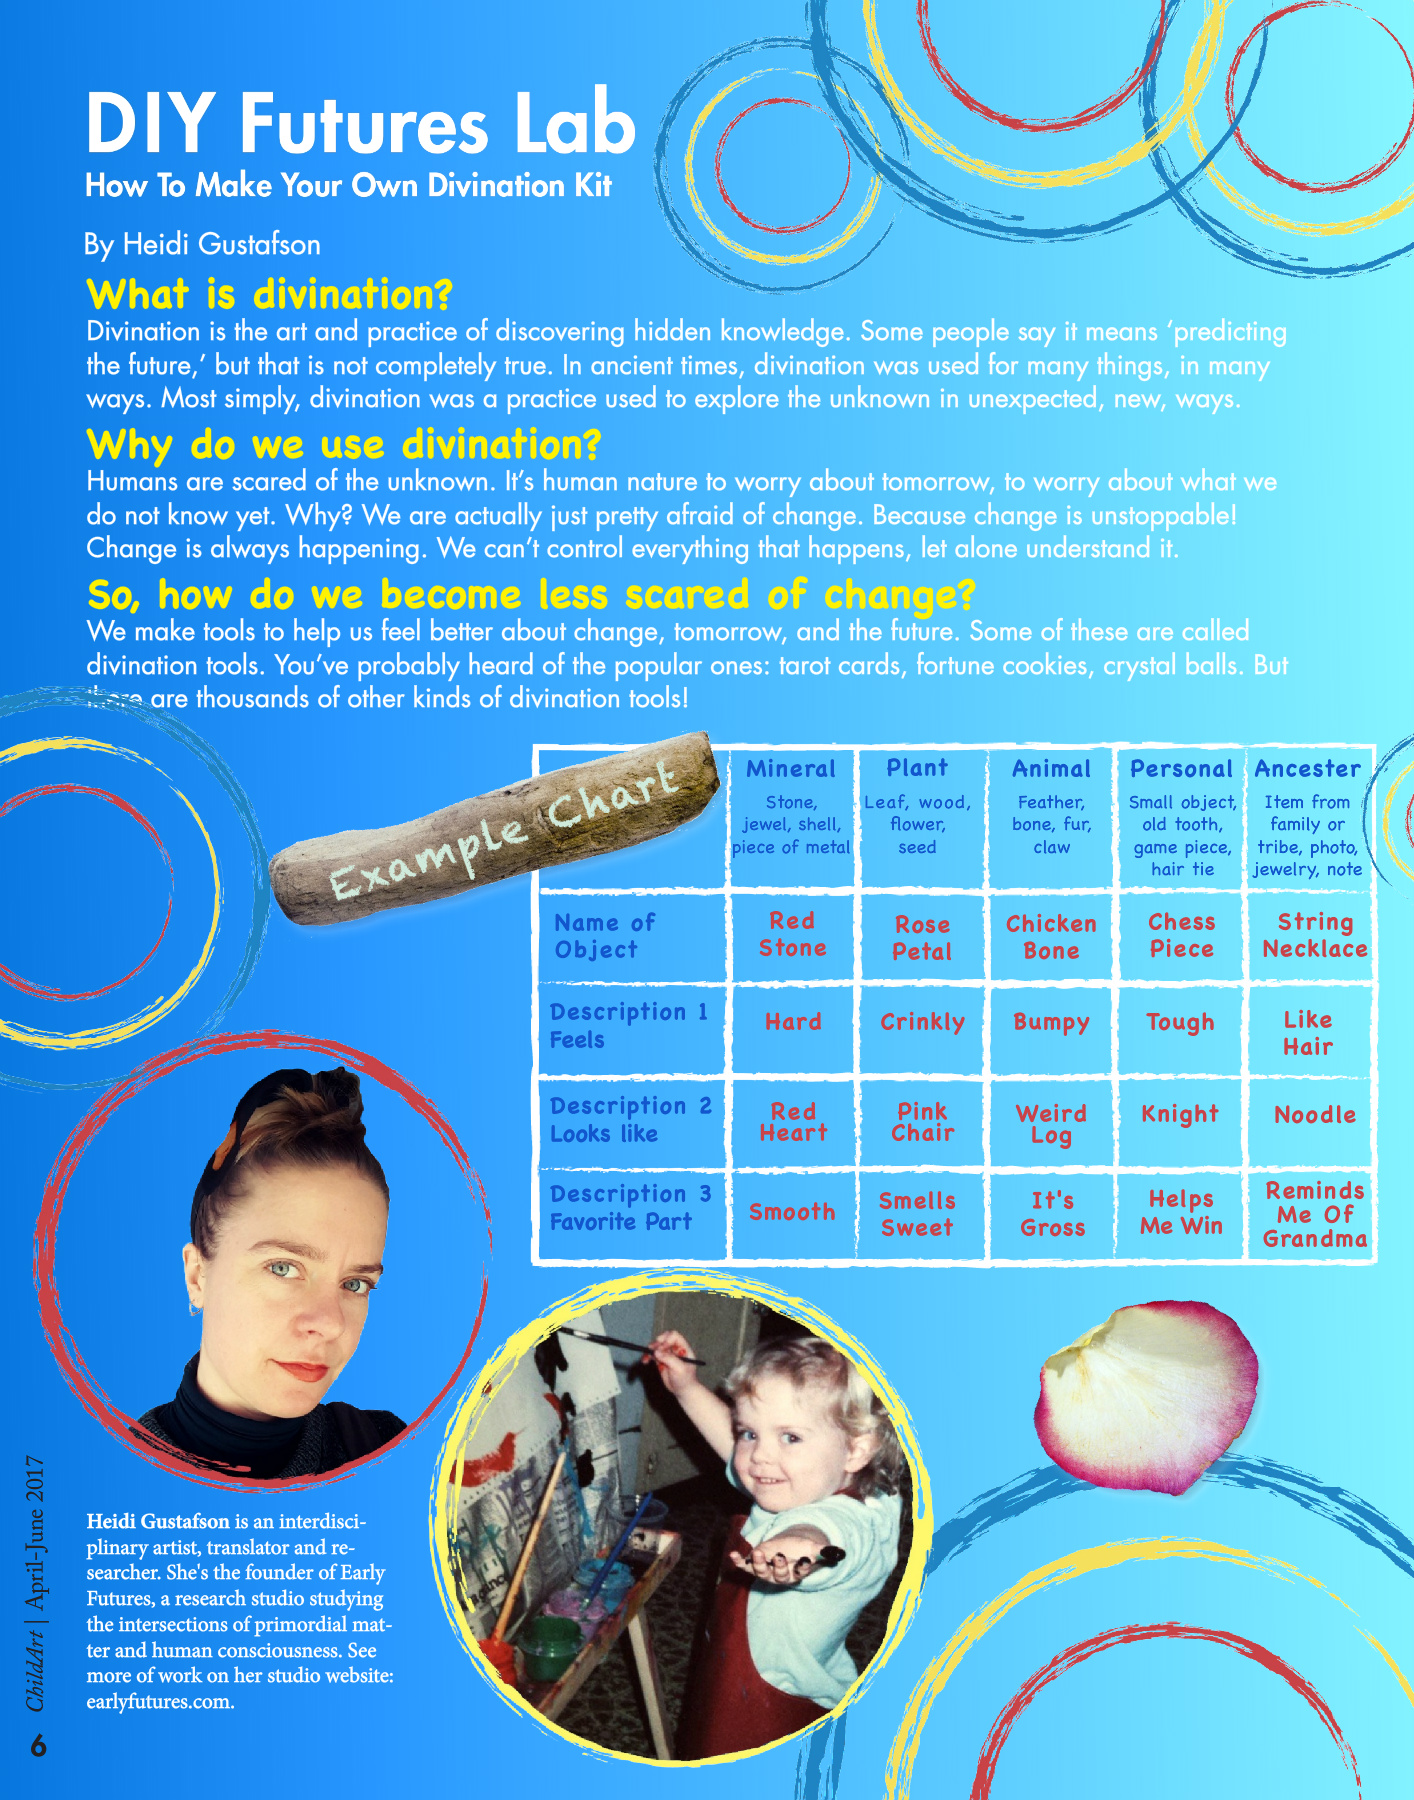 DIY Futures Lab
How To Make Your Own Divination Kit
By Heidi Gustafson
What is divination?
Divination is the art and practice of discovering hidden knowledge. Some people say it means ‘predicting
the future,’ but that is not completely true. In ancient times, divination was used for many things, in many
ways. Most simply, divination was a practice used to explore the unknown in unexpected, new, ways.
Why do we use divination?
Humans are scared of the unknown. It’s human nature to worry about tomorrow, to worry about what we
do not know yet. Why? We are actually just pretty afraid of change. Because change is unstoppable!
Change is always happening. We can’t control everything that happens, let alone understand it.
So, how do we become less scared of change?
We make tools to help us feel better about change, tomorrow, and the future. Some of these are called
divination tools. You’ve probably heard of the popular ones: tarot cards, fortune cookies, crystal balls. But
there are thousands of other kinds of divination tools!
Example Chart
Mineral
Stone,
jewel, shell,
piece of metal
Plant
Leaf, wood,
flower,
seed
Animal
Feather,
bone, fur,
claw
Personal
Small object,
old tooth,
game piece,
hair tie
Ancester
Item from
family or
tribe, photo,
jewelry, note
Name of
Object
Red
Stone
Rose
Petal
Chicken
Bone
Chess
Piece
String
Necklace
Description 1
Feels
Hard
Crinkly
Bumpy
Tough
Like
Hair
Description 2
Looks like
Red
Heart
Pink
Chair
Weird
Log
Knight
Noodle
Description 3
Favorite Part
Smooth
Smells
Sweet
It's
Gross
Helps
Me Win
Reminds
Me Of
Grandma
Heidi Gustafson is an interdisci-
plinary artist, translator and re-
searcher. She's the founder of Early
Futures, a research studio studying
the intersections of primordial mat-
ter and human consciousness. See
more of work on her studio website:
earlyfutures.com.
ChildArt | April-June 2017
6